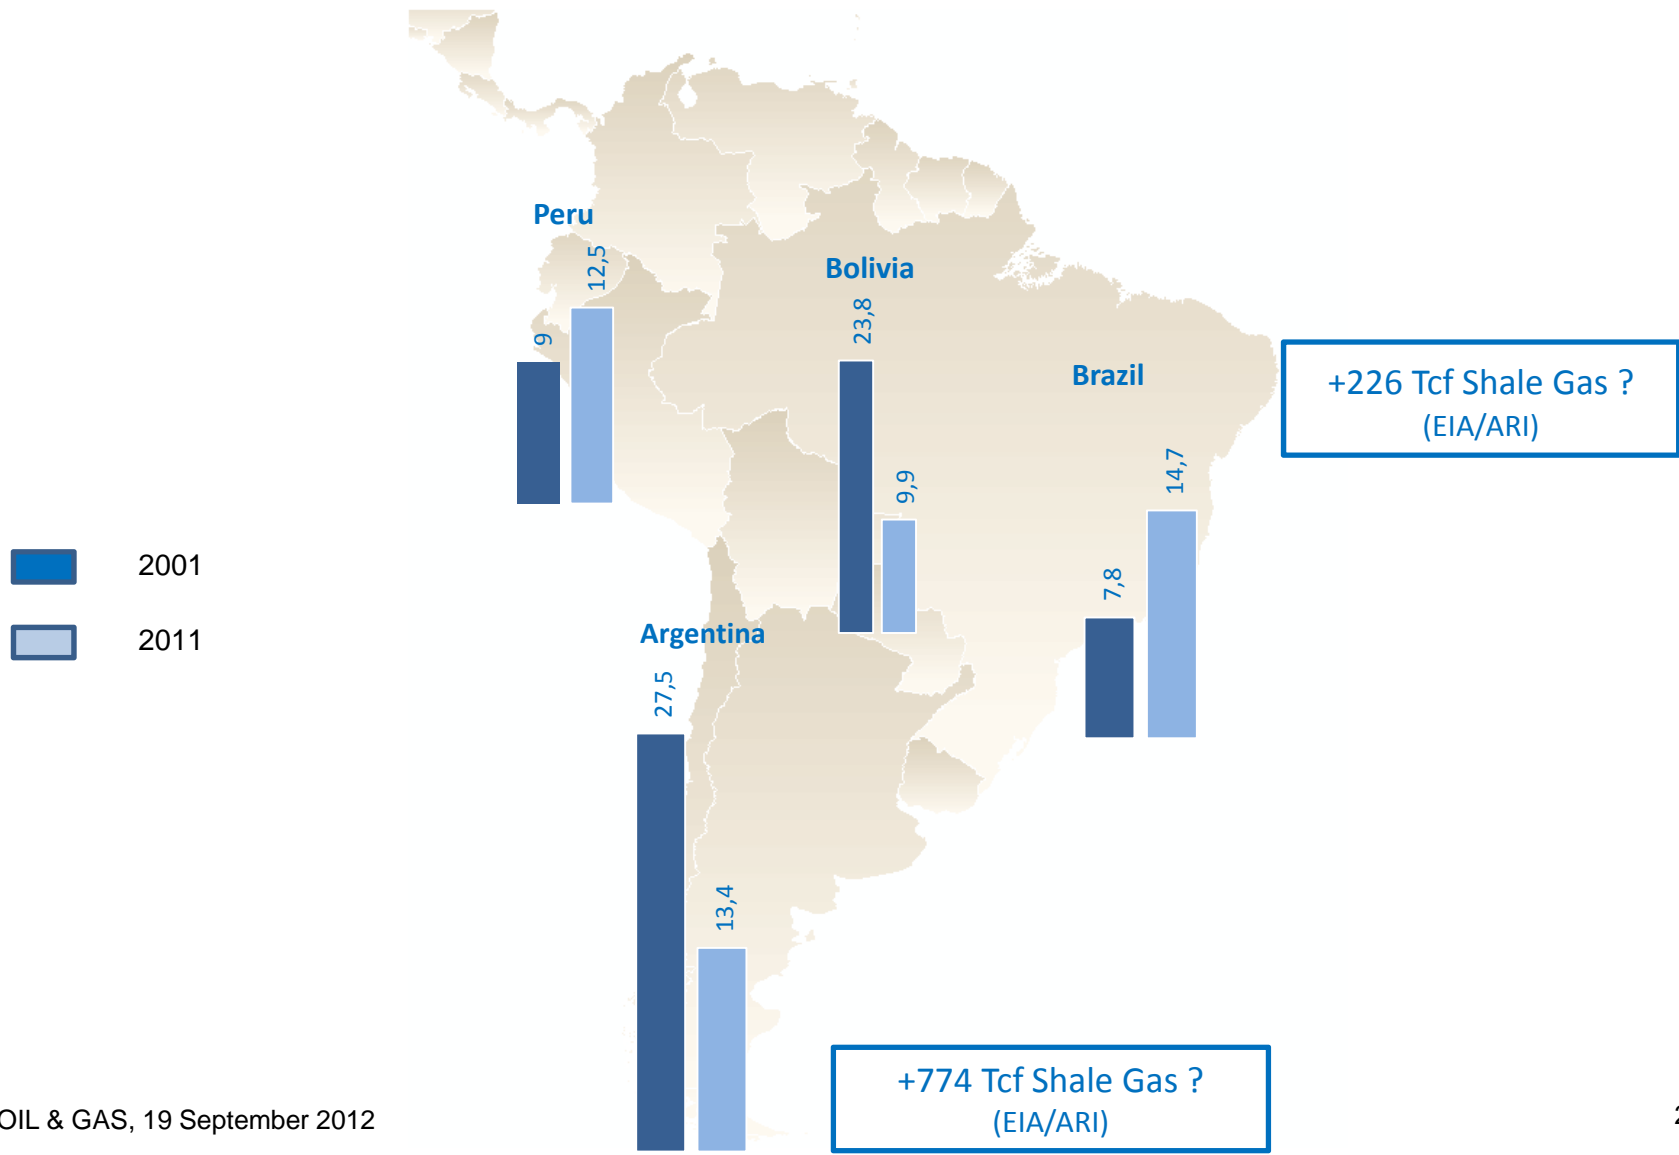 Peru
9
12,5
Bolivia
23,8
9,9
Brazil
7,8
14,7
+226 Tcf Shale Gas ?
(EIA/ARI)
2001
2011
Argentina
27,5
13,4
+774 Tcf Shale Gas ?
(EIA/ARI)
OIL & GAS, 19 September 2012